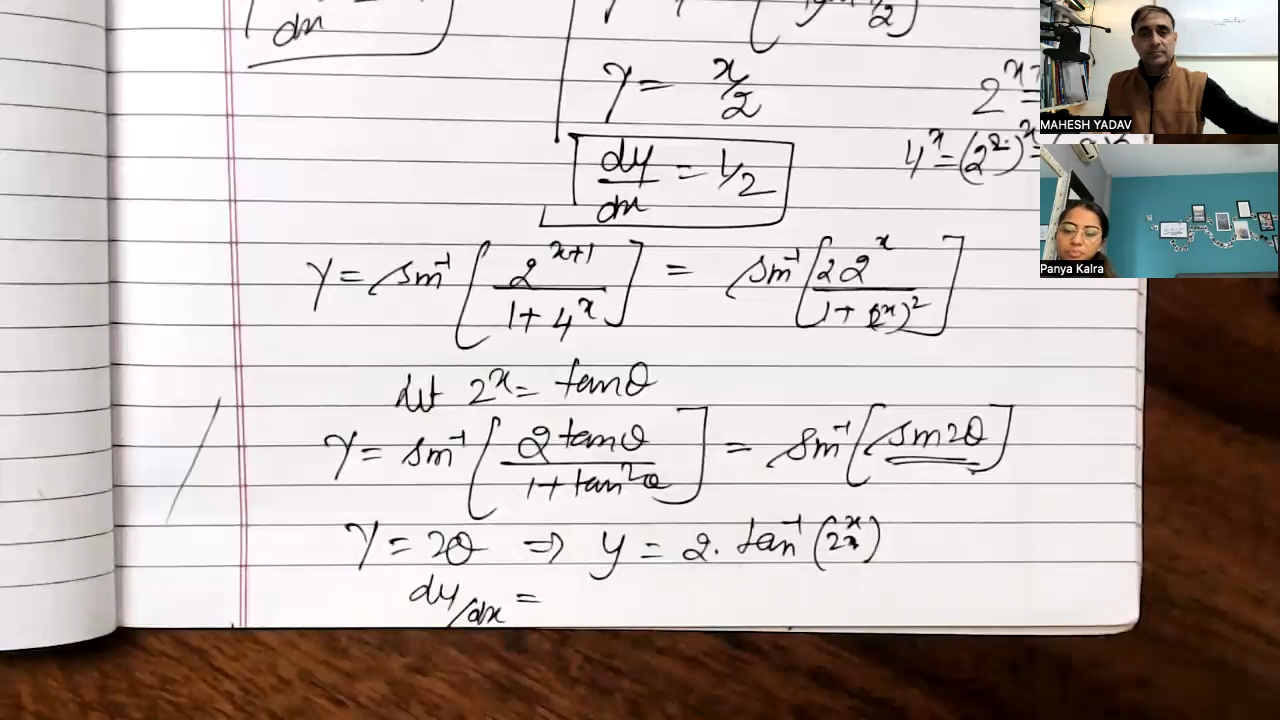 dx
y = x/2
2^x+
dy/dx = 1/2
4^x = (2^2)^x =
MAHESH YADAV
Panya Kalra
y = sin⁻¹ [ 2^(x+1) / 1 + 4^x ] = sin⁻¹ [ 2 2^x / 1 + (2^x)^2 ]
Let 2^x = tanθ
y = sin⁻¹ [ 2 tanθ / 1 + tan²θ ] = sin⁻¹ [ sin2θ ]
y = 2θ ⇒ y = 2. tan⁻¹ (2^x)
dy/dx =